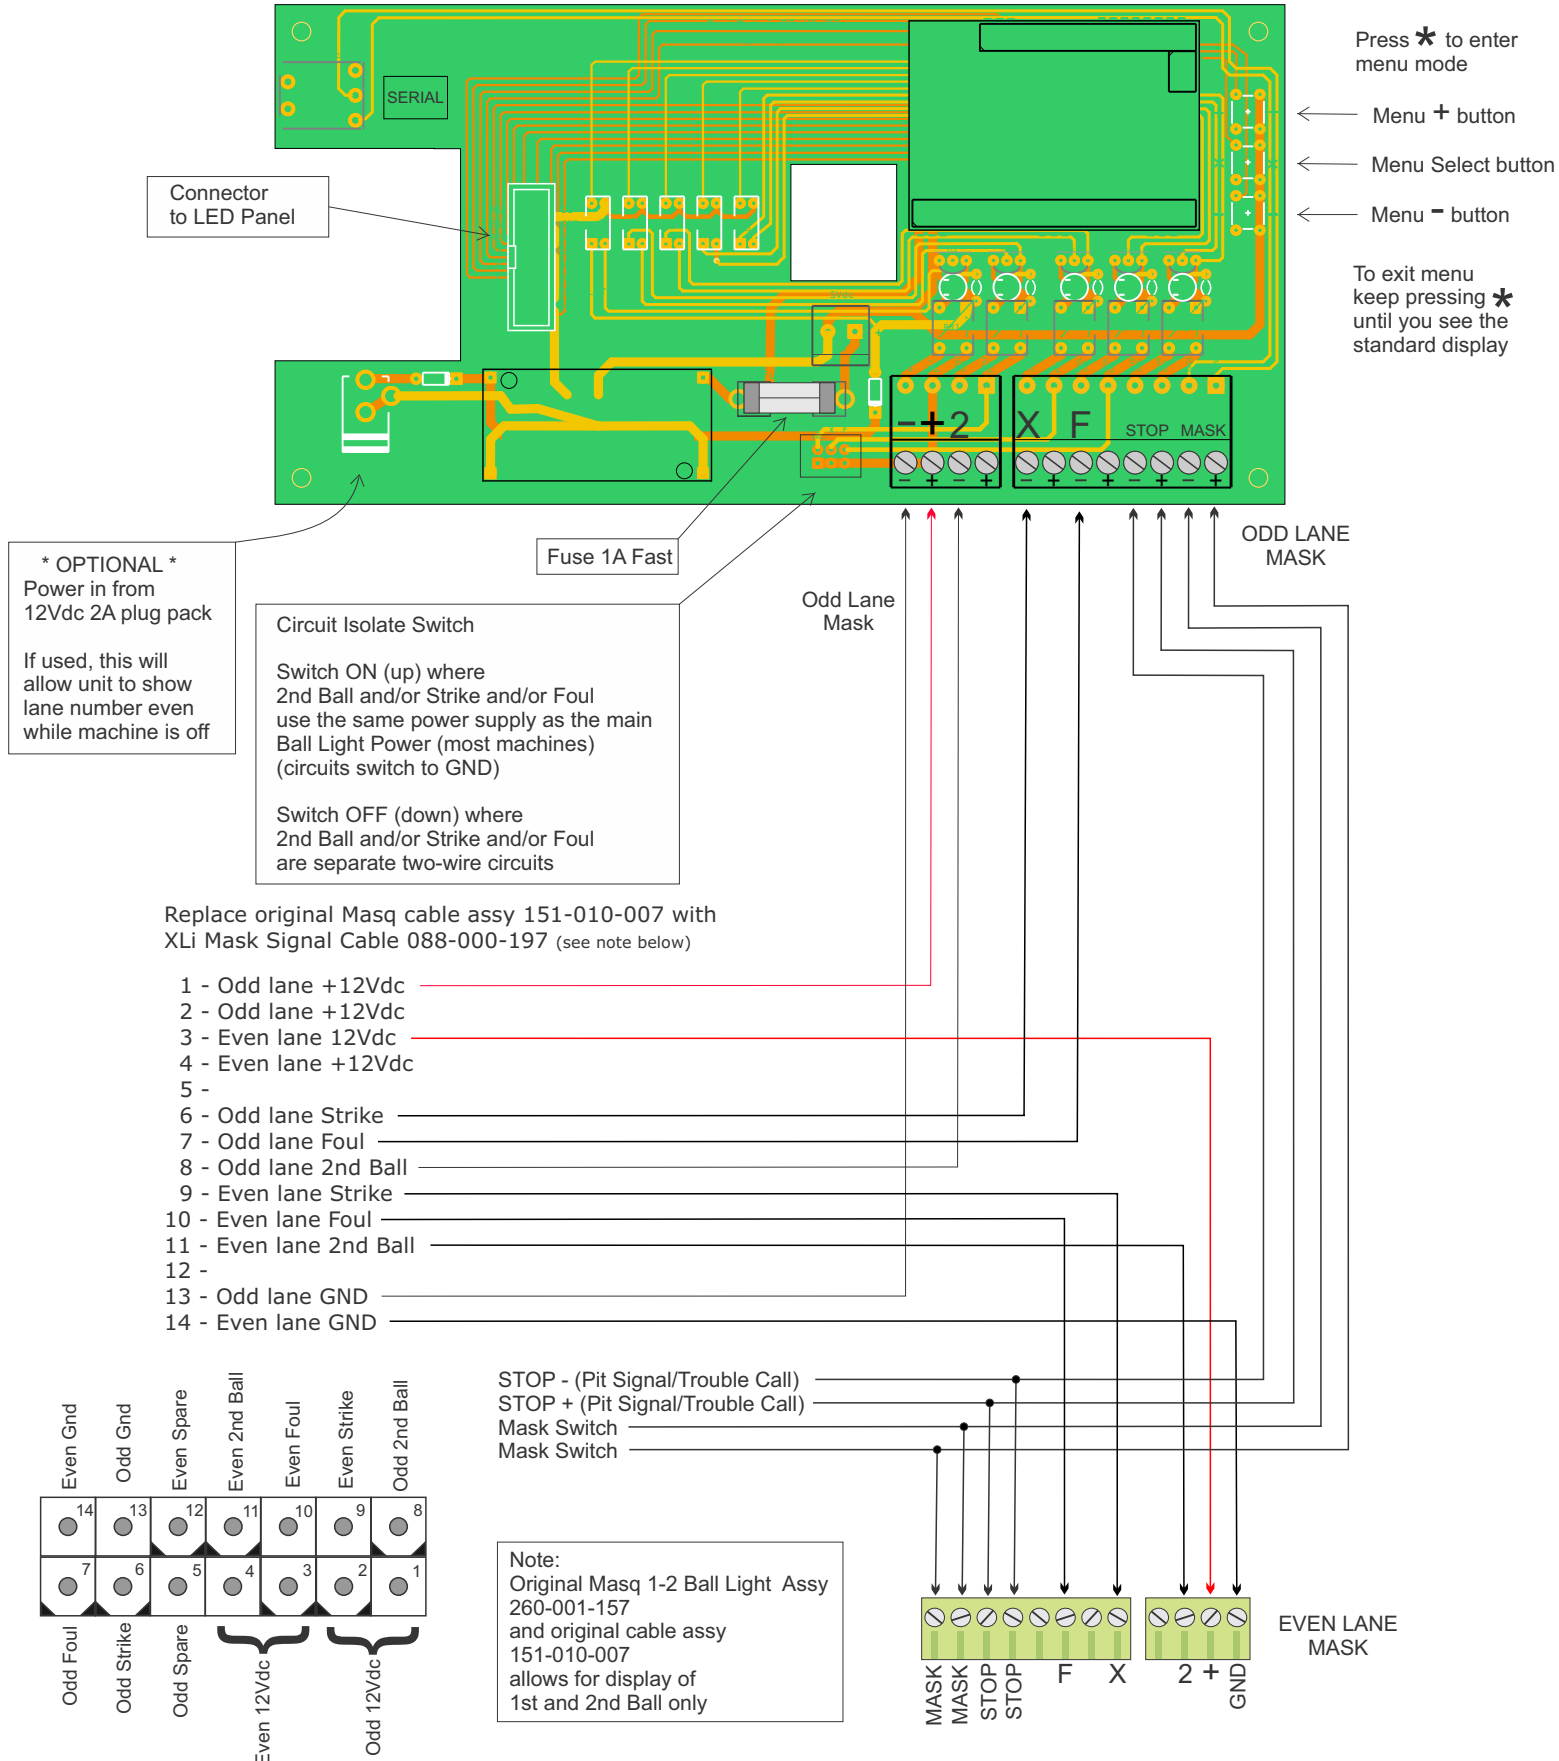 Press * to enter
menu mode
Menu + button
Menu Select button
Menu - button
To exit menu
keep pressing *
until you see the
standard display
SERIAL
Connector
to LED Panel
- + 2
X F STOP MASK
- + - +
- + - + - + - +
* OPTIONAL *
Power in from
12Vdc 2A plug pack
If used, this will
allow unit to show
lane number even
while machine is off
Fuse 1A Fast
Circuit Isolate Switch
Switch ON (up) where
2nd Ball and/or Strike and/or Foul
use the same power supply as the main
Ball Light Power (most machines)
(circuits switch to GND)
Switch OFF (down) where
2nd Ball and/or Strike and/or Foul
are separate two-wire circuits
Odd Lane
Mask
ODD LANE
MASK
Replace original Masq cable assy 151-010-007 with
XLi Mask Signal Cable 088-000-197 (see note below)
1 - Odd lane +12Vdc
2 - Odd lane +12Vdc
3 - Even lane 12Vdc
4 - Even lane +12Vdc
5 -
6 - Odd lane Strike
7 - Odd lane Foul
8 - Odd lane 2nd Ball
9 - Even lane Strike
10 - Even lane Foul
11 - Even lane 2nd Ball
12 -
13 - Odd lane GND
14 - Even lane GND
STOP - (Pit Signal/Trouble Call)
STOP + (Pit Signal/Trouble Call)
Mask Switch
Mask Switch
Even Gnd
Odd Gnd
Even Spare
Even 2nd Ball
Even Foul
Even Strike
Odd 2nd Ball
14 13 12 11 10 9 8
7 6 5 4 3 2 1
Odd Foul
Odd Strike
Odd Spare
Even 12Vdc
Odd 12Vdc
Note:
Original Masq 1-2 Ball Light Assy
260-001-157
and original cable assy
151-010-007
allows for display of
1st and 2nd Ball only
MASK
MASK
STOP
STOP
F
X
2
+
GND
EVEN LANE
MASK